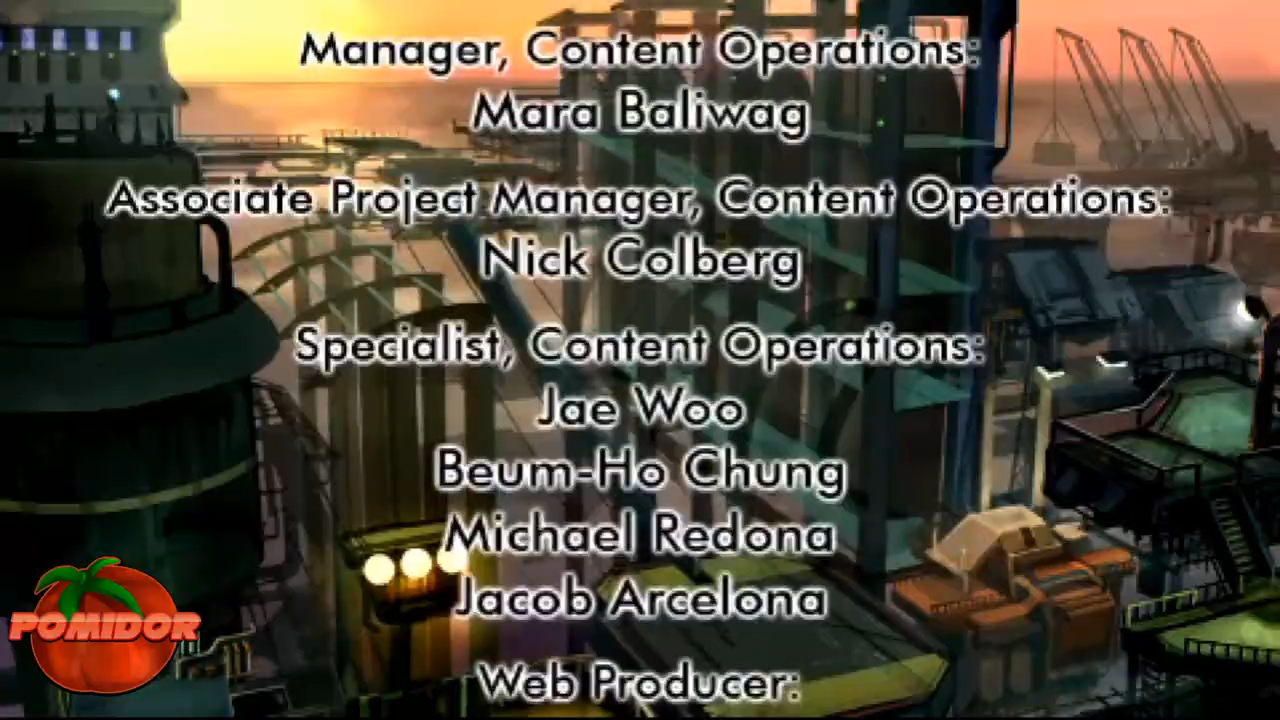 Manager, Content Operations:
Mara Baliwag
Associate Project Manager, Content Operations:
Nick Colberg
Specialist, Content Operations:
Jae Woo
Beum-Ho Chung
Michael Redona
Jacob Arcelona
POMIDOR
Web Producer: